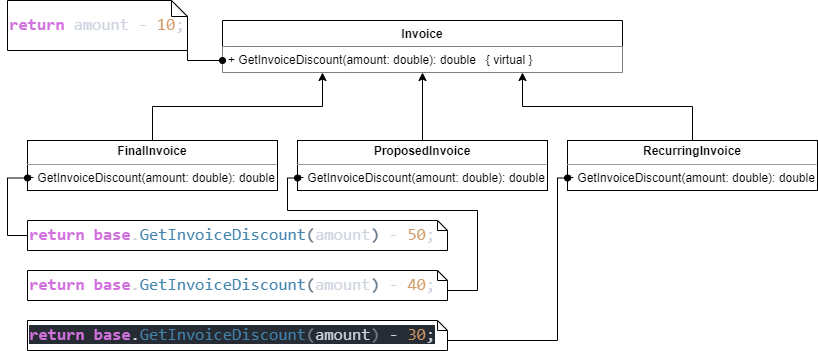 return amount - 10;
Invoice
+ GetInvoiceDiscount(amount: double): double { virtual }
FinalInvoice
ProposedInvoice
RecurringInvoice
GetInvoiceDiscount(amount: double): double
GetInvoiceDiscount(amount: double): double
GetInvoiceDiscount(amount: double): double
return base.GetInvoiceDiscount(amount) - 50;
return base.GetInvoiceDiscount(amount) - 40;
return base.GetInvoiceDiscount(amount) - 30;